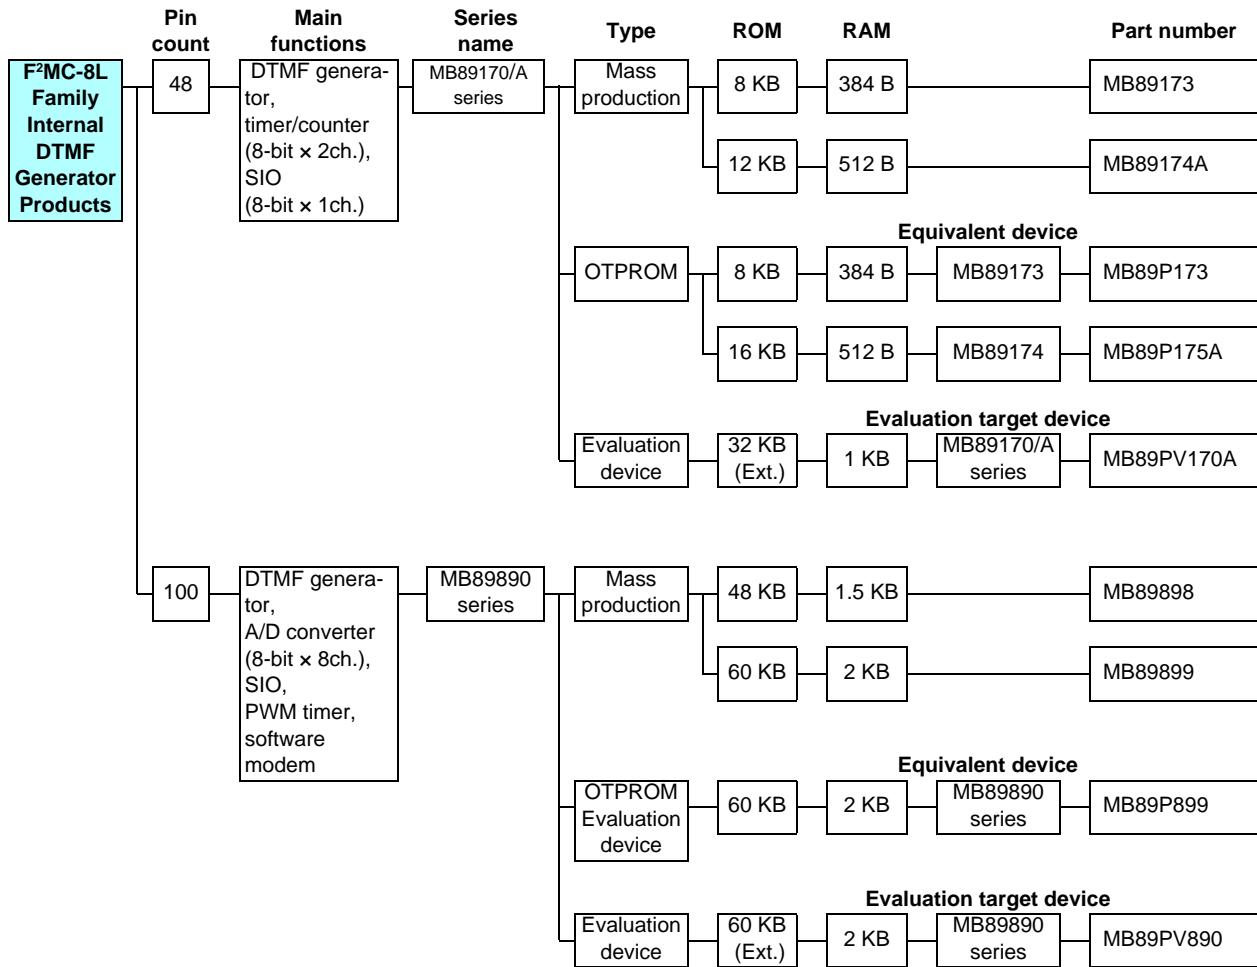 Pin count
Main functions
Series name
Type
ROM
RAM
Part number
F²MC-8L
Family
Internal
DTMF
Generator
Products
48
DTMF genera-
tor,
timer/counter
(8-bit × 2ch.),
SIO
(8-bit × 1ch.)
MB89170/A
series
Mass
production
8 KB
384 B
MB89173
12 KB
512 B
MB89174A
Equivalent device
OTPROM
8 KB
384 B
MB89173
MB89P173
16 KB
512 B
MB89174
MB89P175A
Evaluation target device
Evaluation
device
32 KB
(Ext.)
1 KB
MB89170/A
series
MB89PV170A
100
DTMF genera-
tor,
A/D converter
(8-bit × 8ch.),
SIO,
PWM timer,
software
modem
MB89890
series
Mass
production
48 KB
1.5 KB
MB89898
60 KB
2 KB
MB89899
Equivalent device
OTPROM
Evaluation
device
60 KB
2 KB
MB89890
series
MB89P899
Evaluation target device
Evaluation
device
60 KB
(Ext.)
2 KB
MB89890
series
MB89PV890